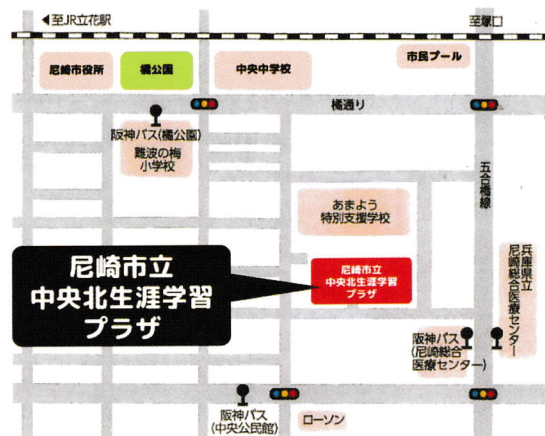 ◀至JR立花駅
至塚口
尼崎市役所
橘公園
中央中学校
市民プール
橘通り
阪神バス(橘公園)
難波の梅
小学校
五合橋線
あまよう
特別支援学校
尼崎市立
中央北生涯学習
プラザ
尼崎市立
中央北生涯学習
プラザ
兵庫県立
尼崎総合医療センター
阪神バス
(尼崎総合
医療センター)
阪神バス
(中央公民館)
ローソン